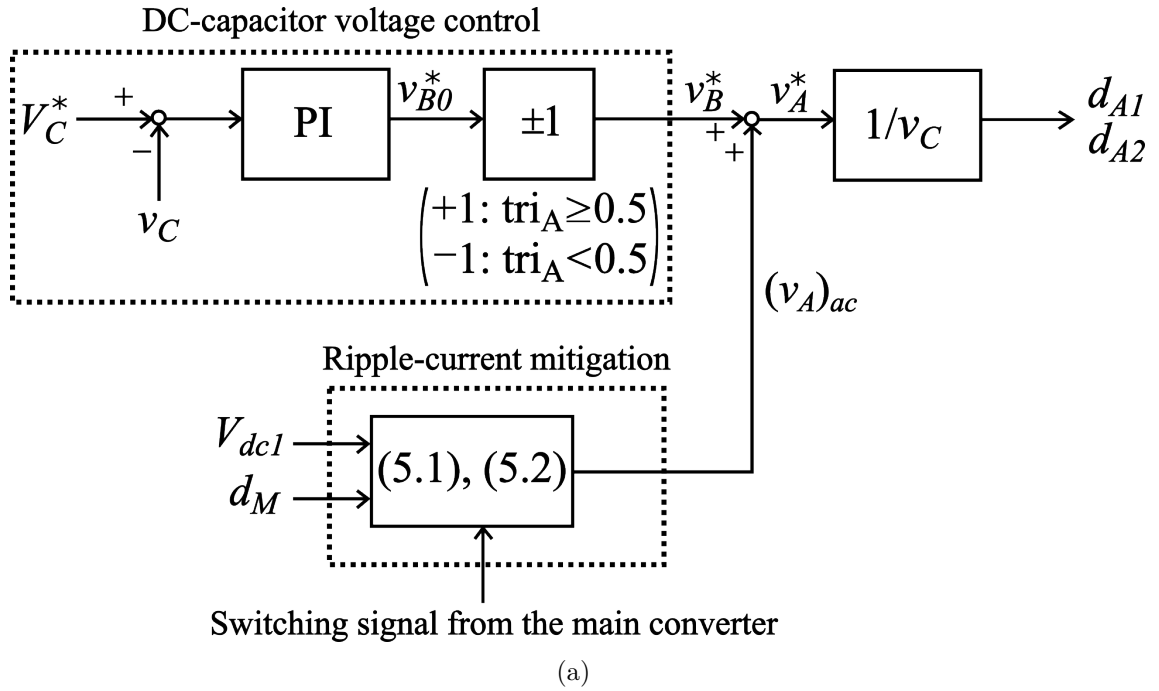 DC-capacitor voltage control
V*C + − vC
PI
v*B0
±1
(+1: triA≥0.5
−1: triA<0.5)
v*B + +
v*A
1/vC
dA1
dA2
(vA)ac
Ripple-current mitigation
Vdc1
dM
(5.1), (5.2)
Switching signal from the main converter
(a)